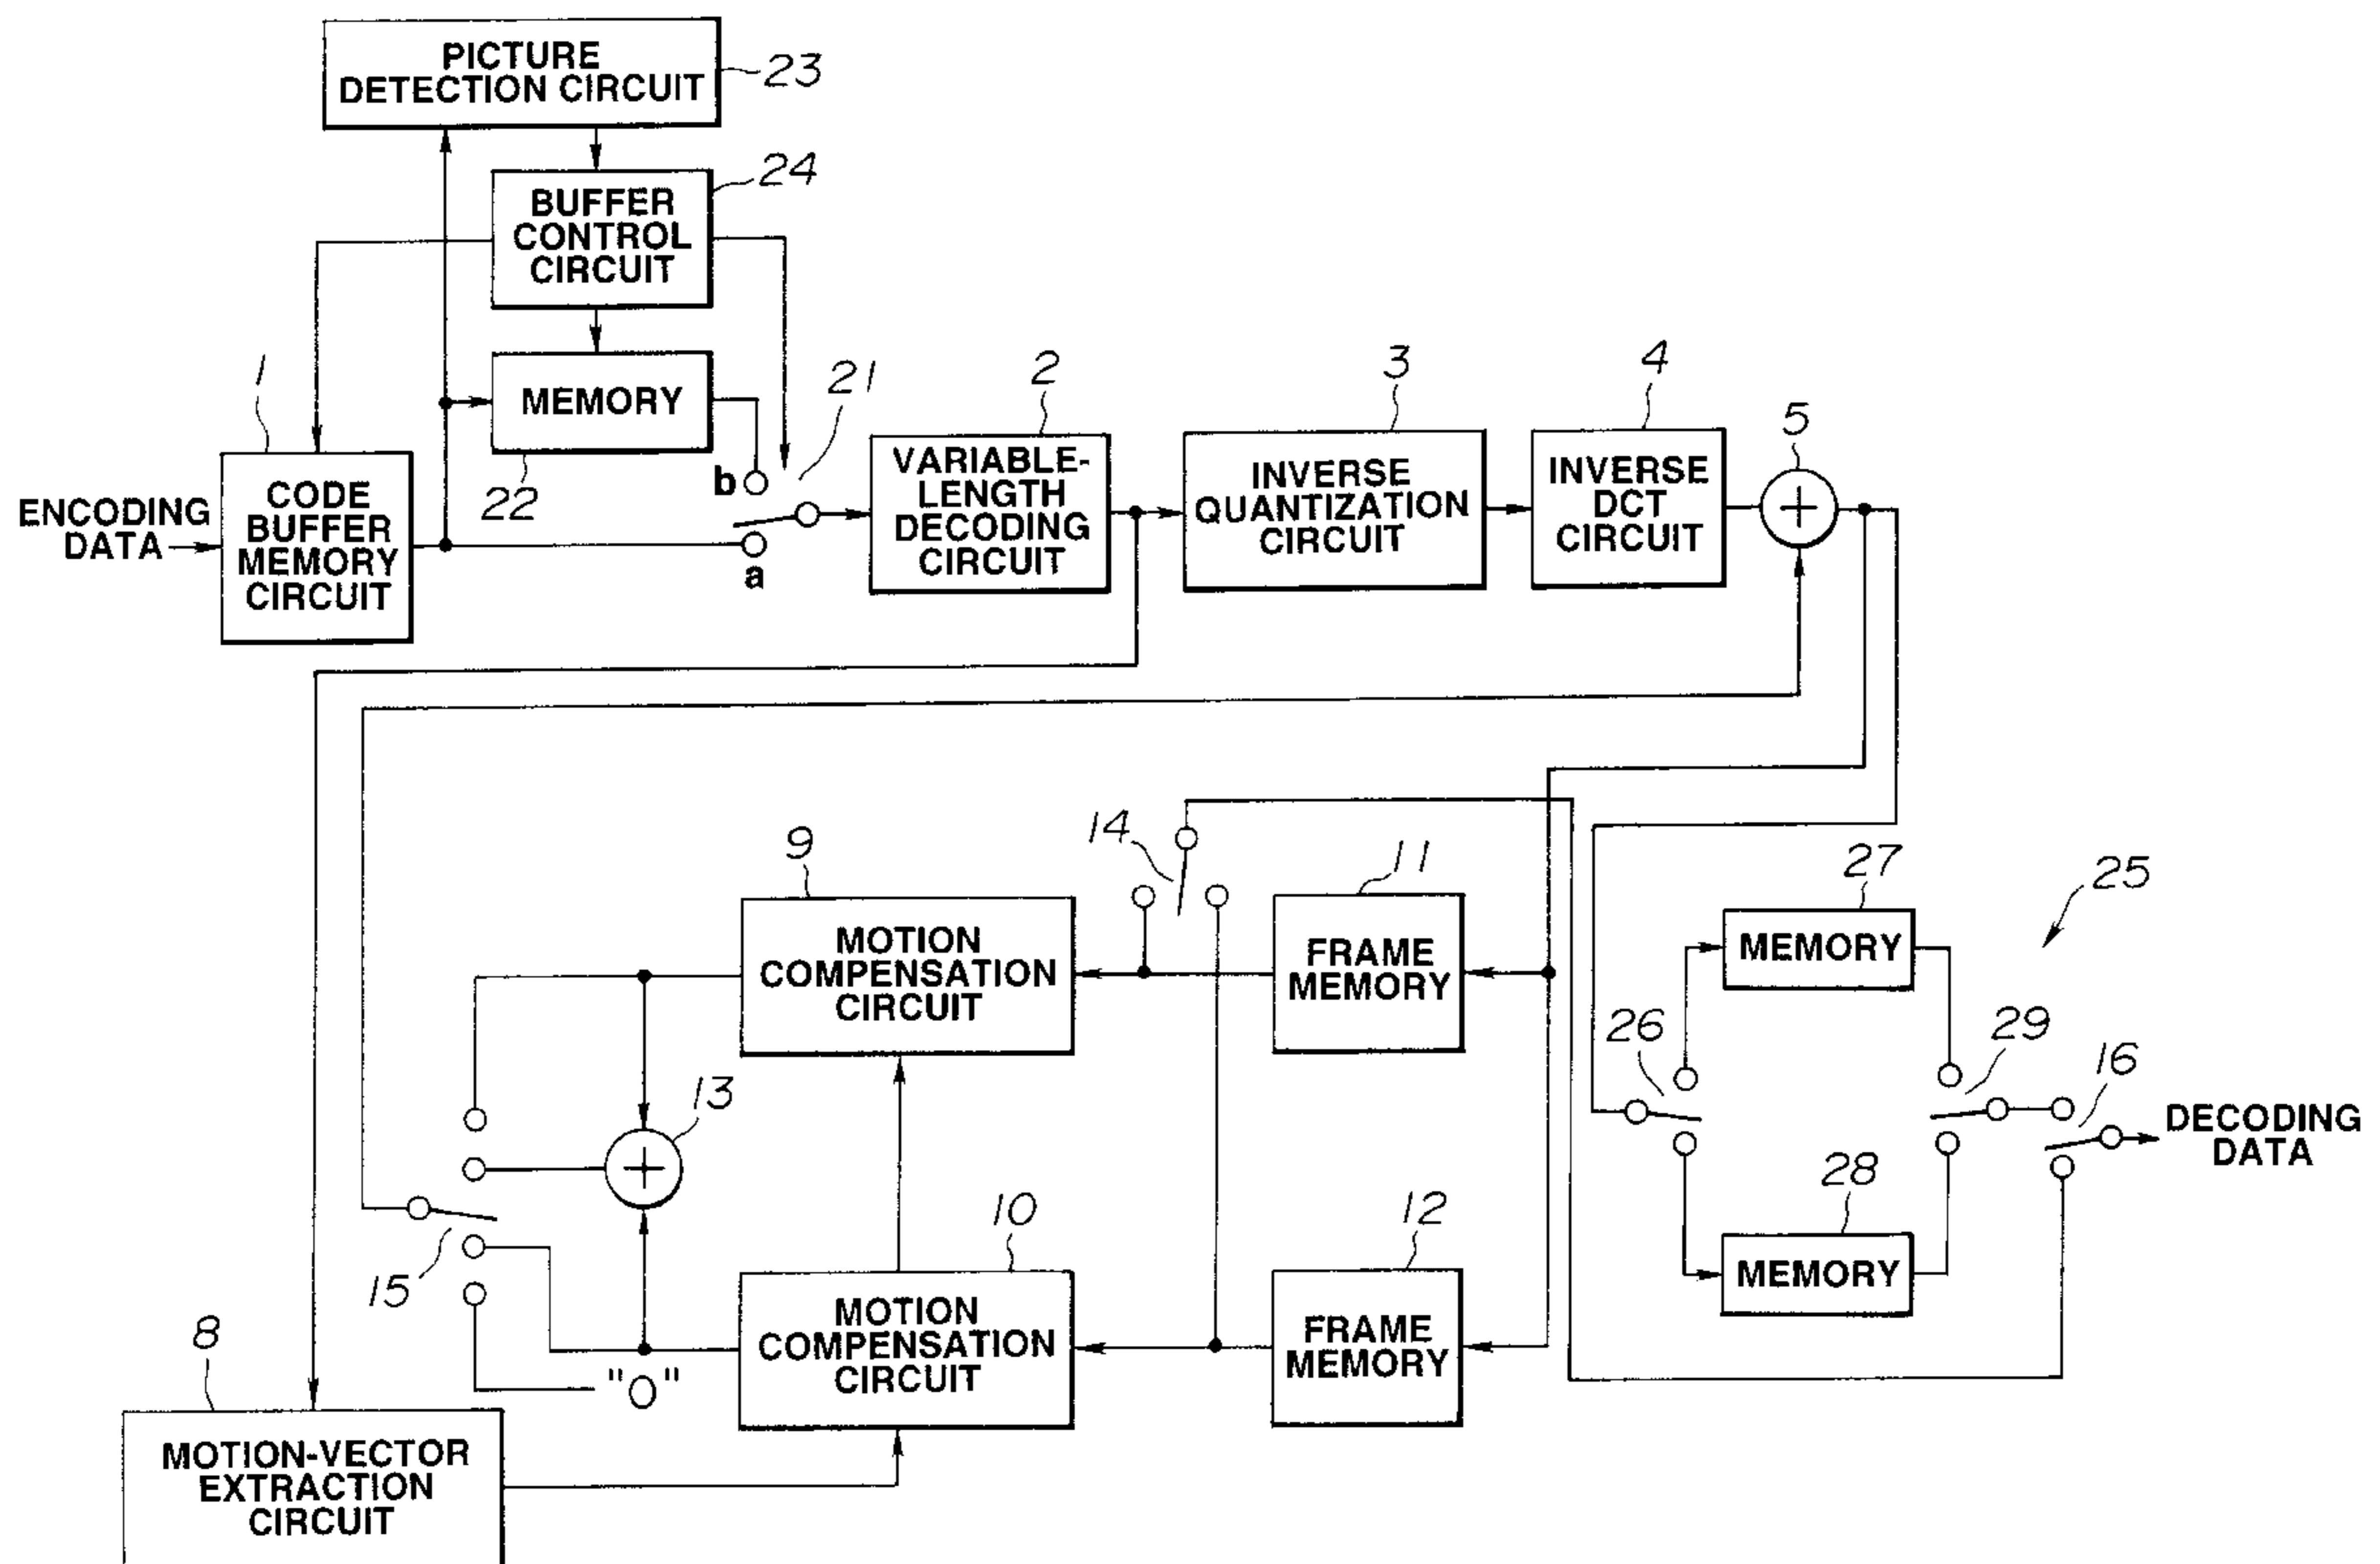 PICTURE
DETECTION CIRCUIT
23
24
BUFFER
CONTROL
CIRCUIT
1
MEMORY
22
21
b
a
2
3
4
5
ENCODING
DATA
CODE
BUFFER
MEMORY
CIRCUIT
VARIABLE-
LENGTH
DECODING
CIRCUIT
INVERSE
QUANTIZATION
CIRCUIT
INVERSE
DCT
CIRCUIT
+
9
14
11
27
25
MOTION
COMPENSATION
CIRCUIT
FRAME
MEMORY
MEMORY
26
29
16
13
+
DECODING
DATA
15
10
12
28
MOTION
COMPENSATION
CIRCUIT
FRAME
MEMORY
MEMORY
"0"
8
MOTION-VECTOR
EXTRACTION
CIRCUIT